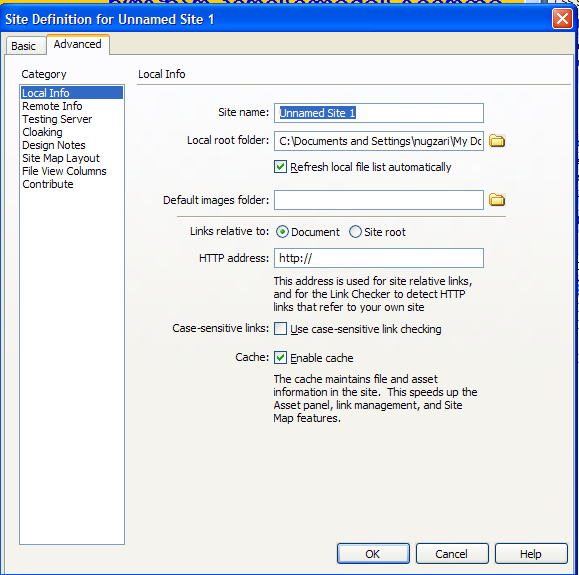 Site Definition for Unnamed Site 1
Basic
Advanced
Category
Local Info
Remote Info
Testing Server
Cloaking
Design Notes
Site Map Layout
File View Columns
Contribute
Local Info
Site name: Unnamed Site 1
Local root folder: C:\Documents and Settings\nugzari\My Do
Refresh local file list automatically
Default images folder:
Links relative to: Document Site root
HTTP address: http://
This address is used for site relative links,
and for the Link Checker to detect HTTP
links that refer to your own site
Case-sensitive links: Use case-sensitive link checking
Cache: Enable cache
The cache maintains file and asset
information in the site. This speeds up the
Asset panel, link management, and Site
Map features.
OK Cancel Help